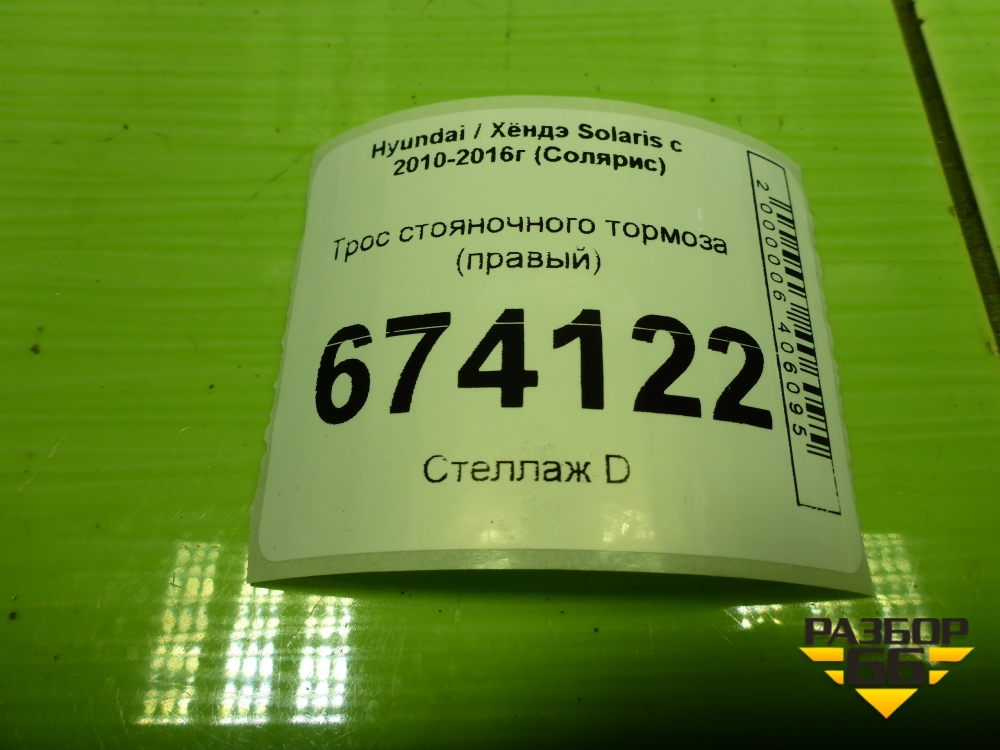 Hyundai / Хёндэ Solaris с
2010-2016г (Солярис)
Трос стояночного тормоза
(правый)
674122
Стеллаж D
2000006406095
РАЗБОР
66